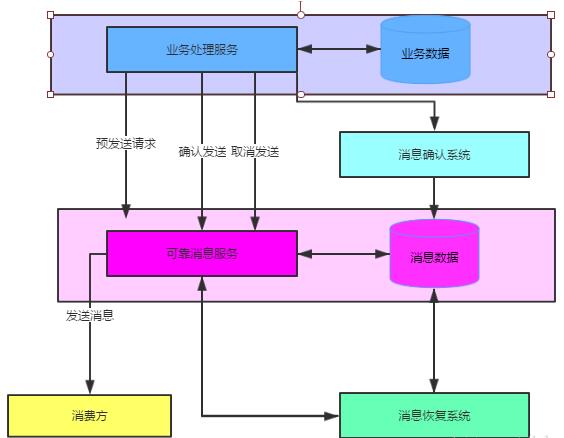 业务处理服务
业务数据
预发送请求
确认发送
取消发送
消息确认系统
可靠消息服务
消息数据
发送消息
消费方
消息恢复系统